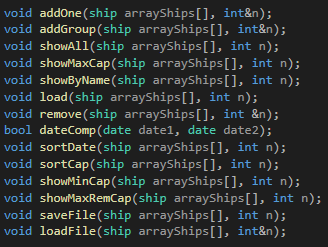 void addOne(ship arrayShips[], int&n);
void addGroup(ship arrayShips[], int&n);
void showAll(ship arrayShips[], int n);
void showMaxCap(ship arrayShips[], int n);
void showByName(ship arrayShips[], int n);
void load(ship arrayShips[], int n);
void remove(ship arrayShips[], int &n);
bool dateComp(date date1, date date2);
void sortDate(ship arrayShips[], int n);
void sortCap(ship arrayShips[], int n);
void showMinCap(ship arrayShips[], int n);
void showMaxRemCap(ship arrayShips[], int n);
void saveFile(ship arrayShips[], int n);
void loadFile(ship arrayShips[], int&n);